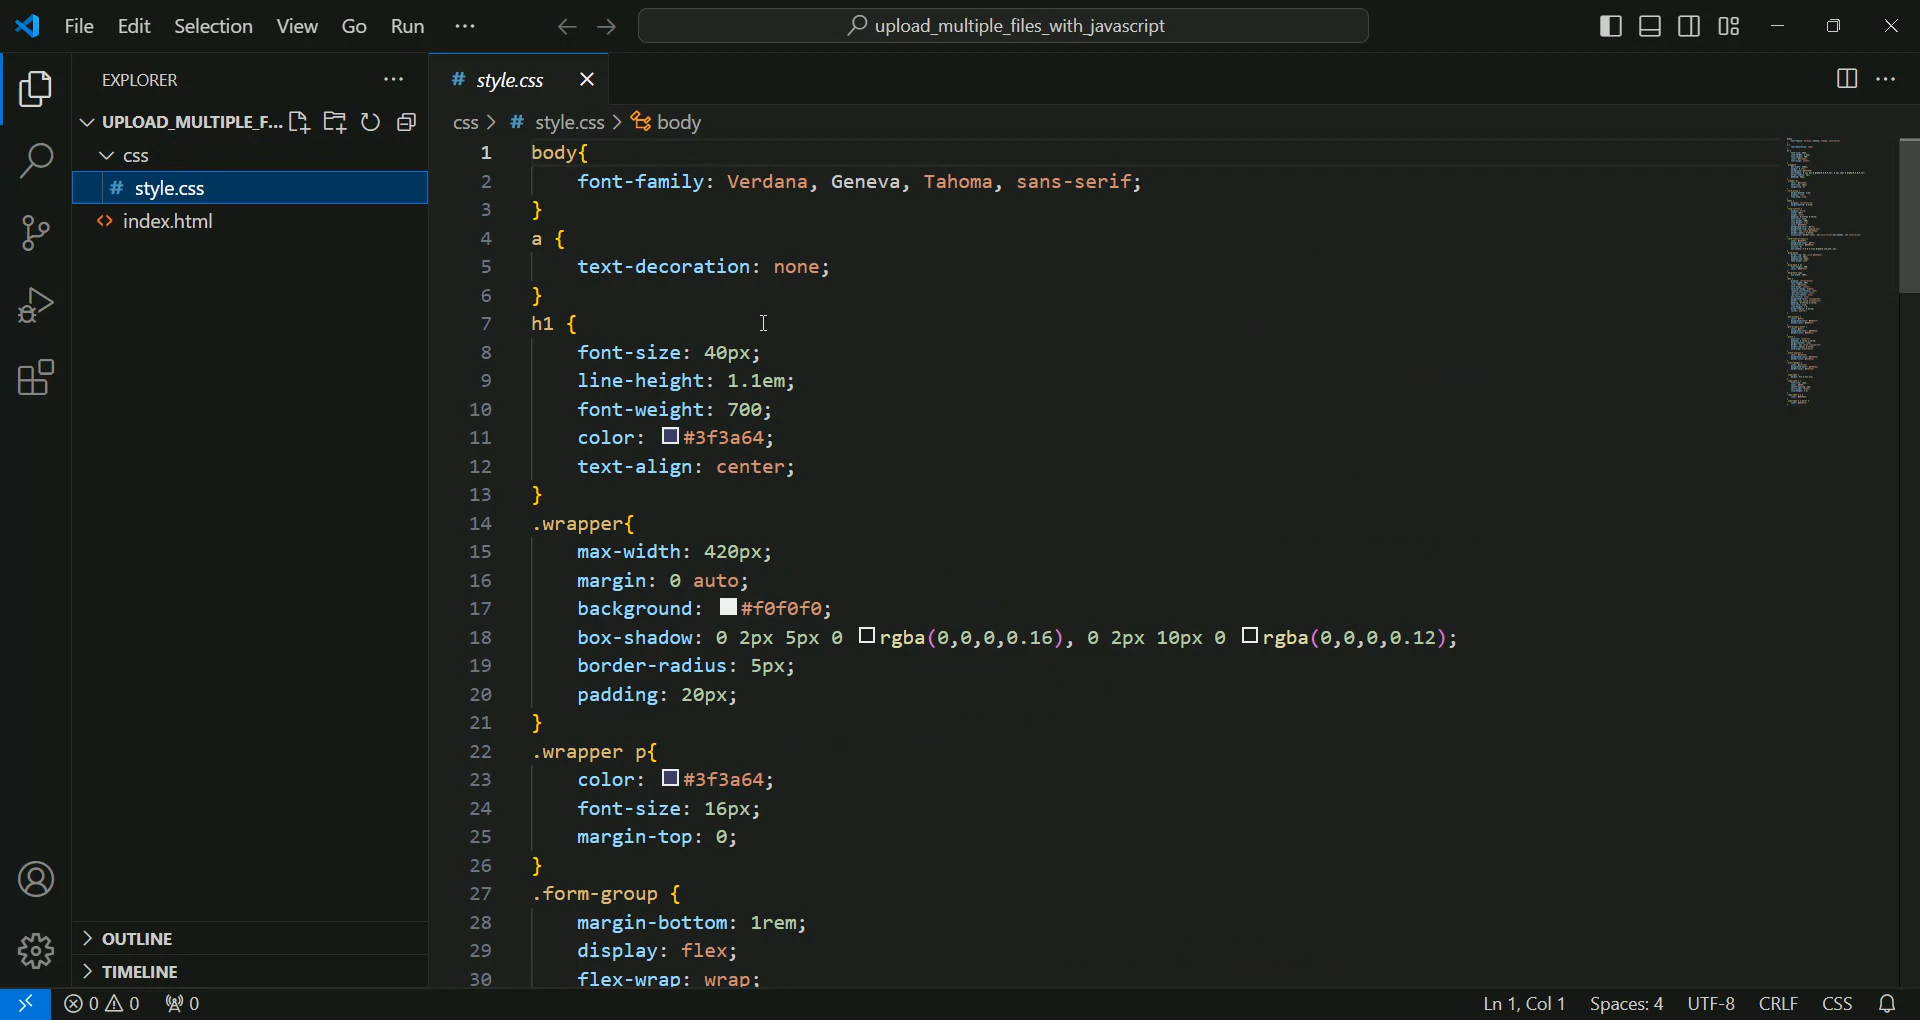 File Edit Selection View Go Run ... upload_multiple_files_with_javascript
EXPLORER ...
# style.css
UPLOAD_MULTIPLE_F...
css
# style.css
<> index.html
OUTLINE
TIMELINE
css > # style.css > body
1 body{
2 font-family: Verdana, Geneva, Tahoma, sans-serif;
3 }
4 a {
5 text-decoration: none;
6 }
7 h1 {
8 font-size: 40px;
9 line-height: 1.1em;
10 font-weight: 700;
11 color: #3f3a64;
12 text-align: center;
13 }
14 .wrapper{
15 max-width: 420px;
16 margin: 0 auto;
17 background: #f0f0f0;
18 box-shadow: 0 2px 5px 0 rgba(0,0,0,0.16), 0 2px 10px 0 rgba(0,0,0,0.12);
19 border-radius: 5px;
20 padding: 20px;
21 }
22 .wrapper p{
23 color: #3f3a64;
24 font-size: 16px;
25 margin-top: 0;
26 }
27 .form-group {
28 margin-bottom: 1rem;
29 display: flex;
30 flex-wrap: wrap;
0 0 0 Ln 1, Col 1 Spaces: 4 UTF-8 CRLF CSS